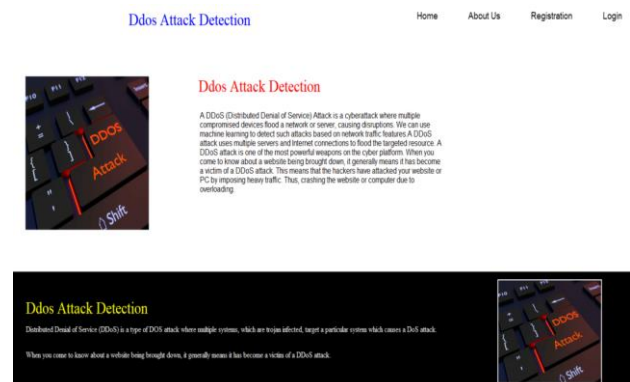 Ddos Attack Detection
Home About Us Registration Login
Ddos Attack Detection
A DDoS (Distributed Denial of Service) Attack is a cyberattack where multiple
compromised devices flood a network or server, causing disruptions. We can use
machine learning to detect such attacks based on network traffic features A DDoS
attack uses multiple servers and Internet connections to flood the targeted resource. A
DDoS attack is one of the most powerful weapons on the cyber platform. When you
come to know about a website being brought down, it generally means it has become
a victim of a DDoS attack. This means that the hackers have attacked your website or
PC by imposing heavy traffic. Thus, crashing the website or computer due to
overloading.
DDOS
Attack
Shift
Ddos Attack Detection
Distributed Denial of Service (DDoS) is a type of DOS attack where multiple systems, which are trojan infected, target a particular system which causes a DoS attack.
When you come to know about a website being brought down, it generally means it has become a victim of a DDoS attack.
DDOS
Attack
Shift